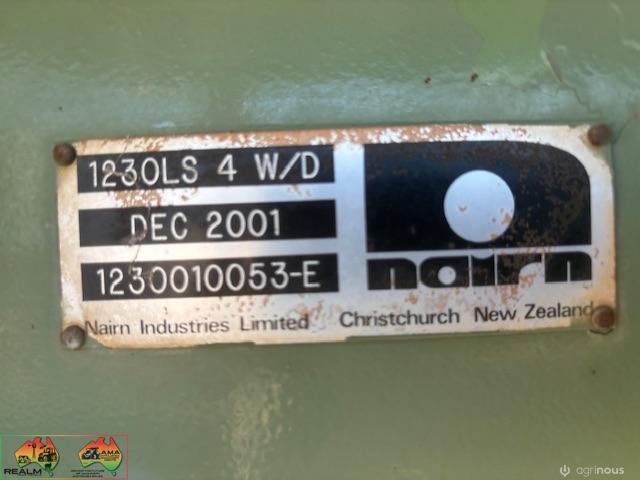 1230LS 4 W/D
DEC 2001
1230010053-E
nairn
Nairn Industries Limited Christchurch New Zealand
REALM
AMA
agrinous